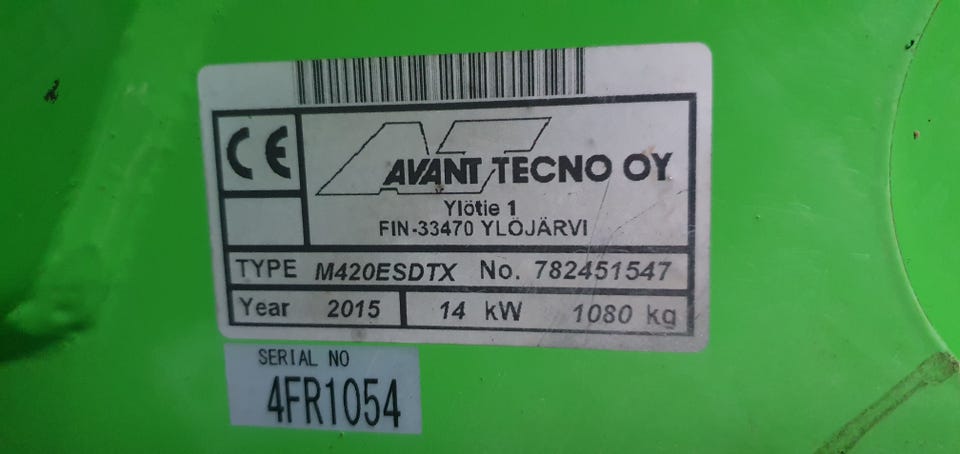 CE
AVANT TECNO OY
Ylötie 1
FIN-33470 YLÖJÄRVI
TYPE M420ESDTX No. 782451547
Year 2015 14 kW 1080 kg
SERIAL NO
4FR1054